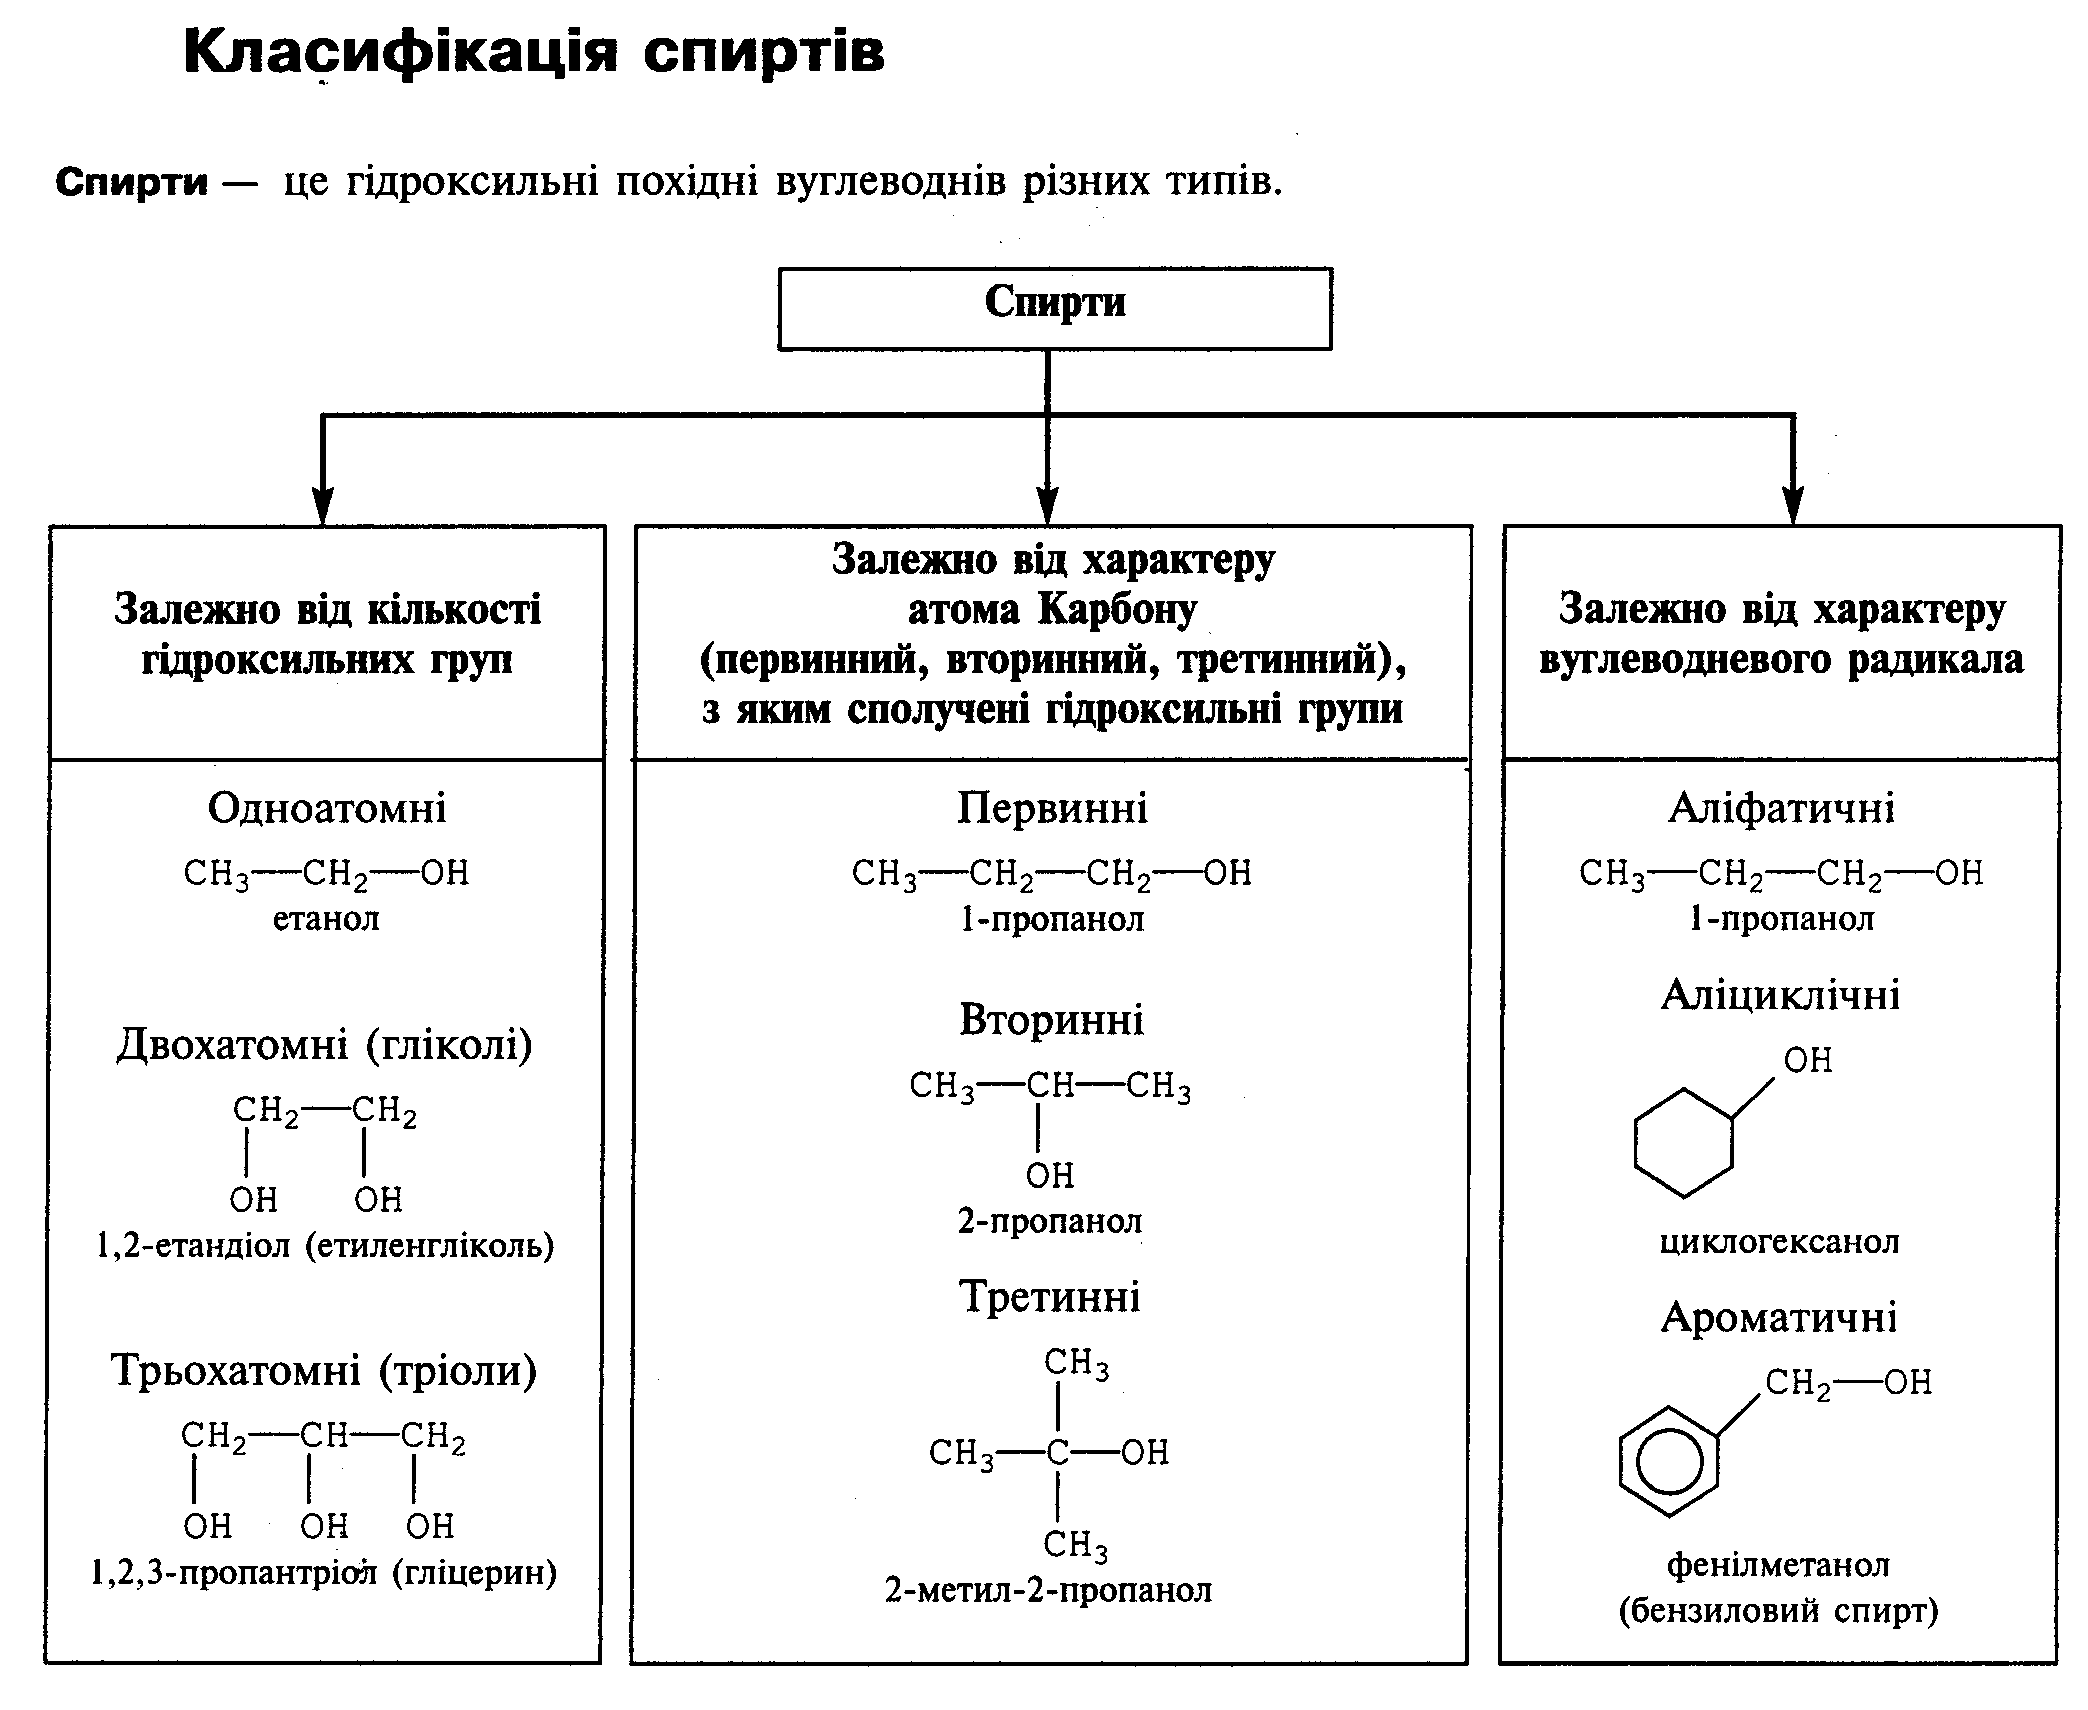 Класифікація спиртів
Спирти — це гідроксильні похідні вуглеводнів різних типів.
Спирти
Залежно від кількості
гідроксильних груп
Одноатомні
CH3—CH2—OH
етанол
Двохатомні (гліколі)
CH2—CH2
OH OH
1,2-етандіол (етиленгліколь)
Трьохатомні (тріоли)
CH2—CH—CH2
OH OH OH
1,2,3-пропантріол (гліцерин)
Залежно від характеру
атома Карбону
(первинний, вторинний, третинний),
з яким сполучені гідроксильні групи
Первинні
CH3—CH2—CH2—OH
1-пропанол
Вторинні
CH3—CH—CH3
OH
2-пропанол
Третинні
CH3
CH3—C—OH
CH3
2-метил-2-пропанол
Залежно від характеру
вуглеводневого радикала
Аліфатичні
CH3—CH2—CH2—OH
1-пропанол
Аліциклічні
OH
циклогексанол
Ароматичні
CH2—OH
фенілметанол
(бензиловий спирт)